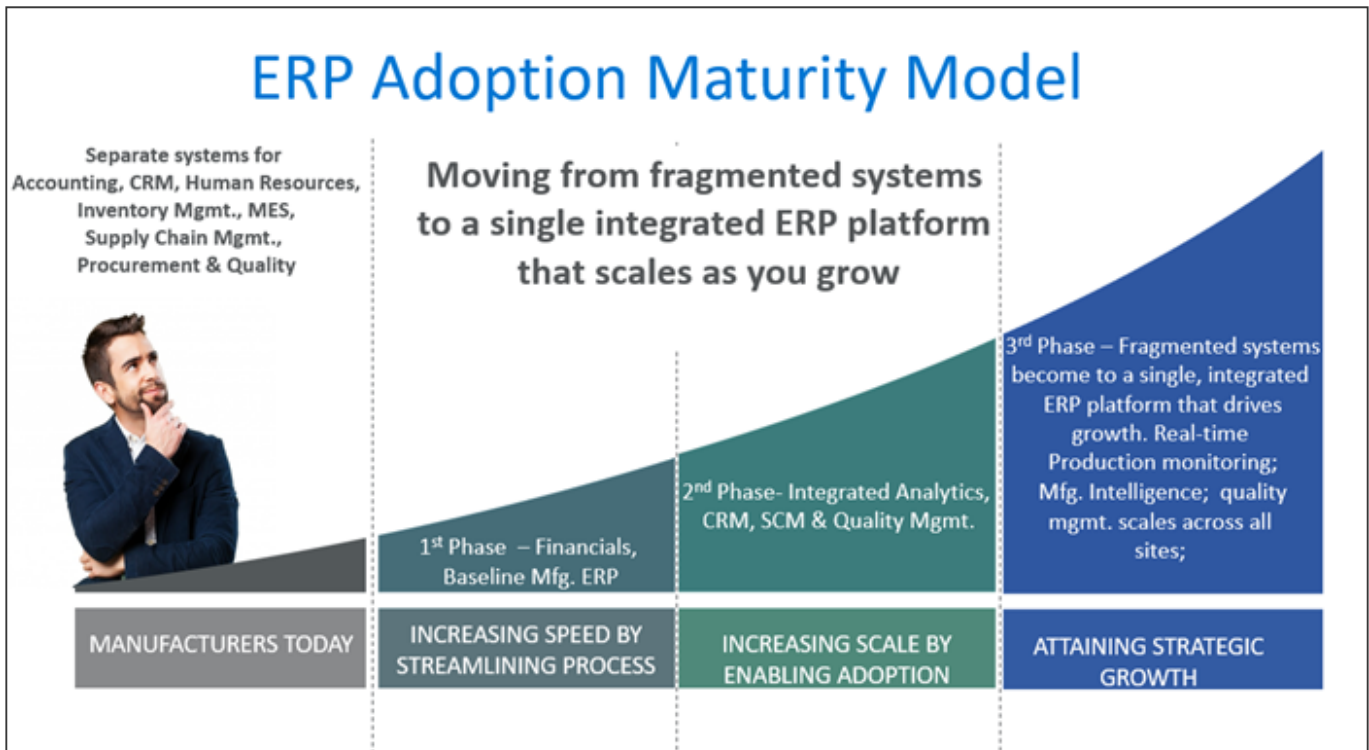 ERP Adoption Maturity Model
Separate systems for
Accounting, CRM, Human Resources,
Inventory Mgmt., MES,
Supply Chain Mgmt.,
Procurement & Quality
Moving from fragmented systems
to a single integrated ERP platform
that scales as you grow
1st Phase – Financials,
Baseline Mfg. ERP
2nd Phase- Integrated Analytics,
CRM, SCM & Quality Mgmt.
3rd Phase – Fragmented systems
become to a single, integrated
ERP platform that drives
growth. Real-time
Production monitoring;
Mfg. Intelligence; quality
mgmt. scales across all
sites;
MANUFACTURERS TODAY
INCREASING SPEED BY
STREAMLINING PROCESS
INCREASING SCALE BY
ENABLING ADOPTION
ATTAINING STRATEGIC
GROWTH